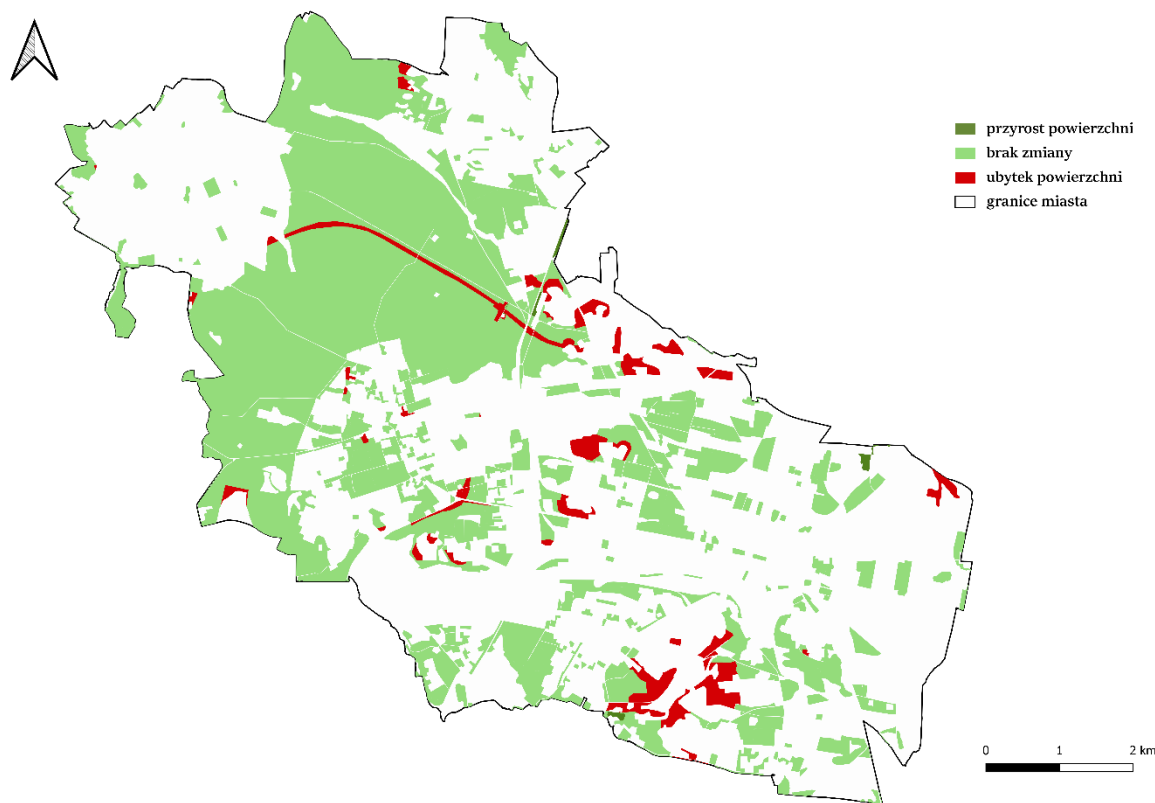 przyrost powierzchni
brak zmiany
ubytek powierzchni
granice miasta
0 1 2 km